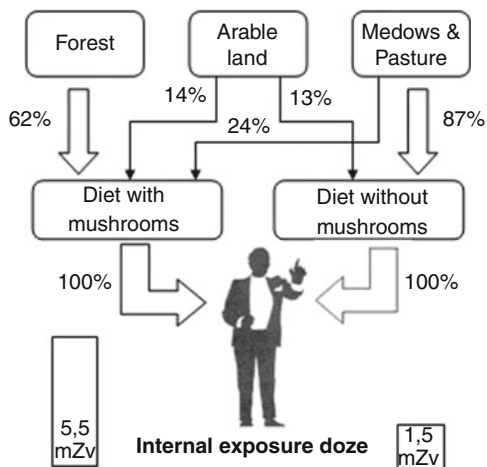 Forest
Arable
land
Medows &
Pasture
14%
13%
62%
24%
87%
Diet with
mushrooms
Diet without
mushrooms
100%
100%
5,5
mZv
Internal exposure doze
1,5
mZv